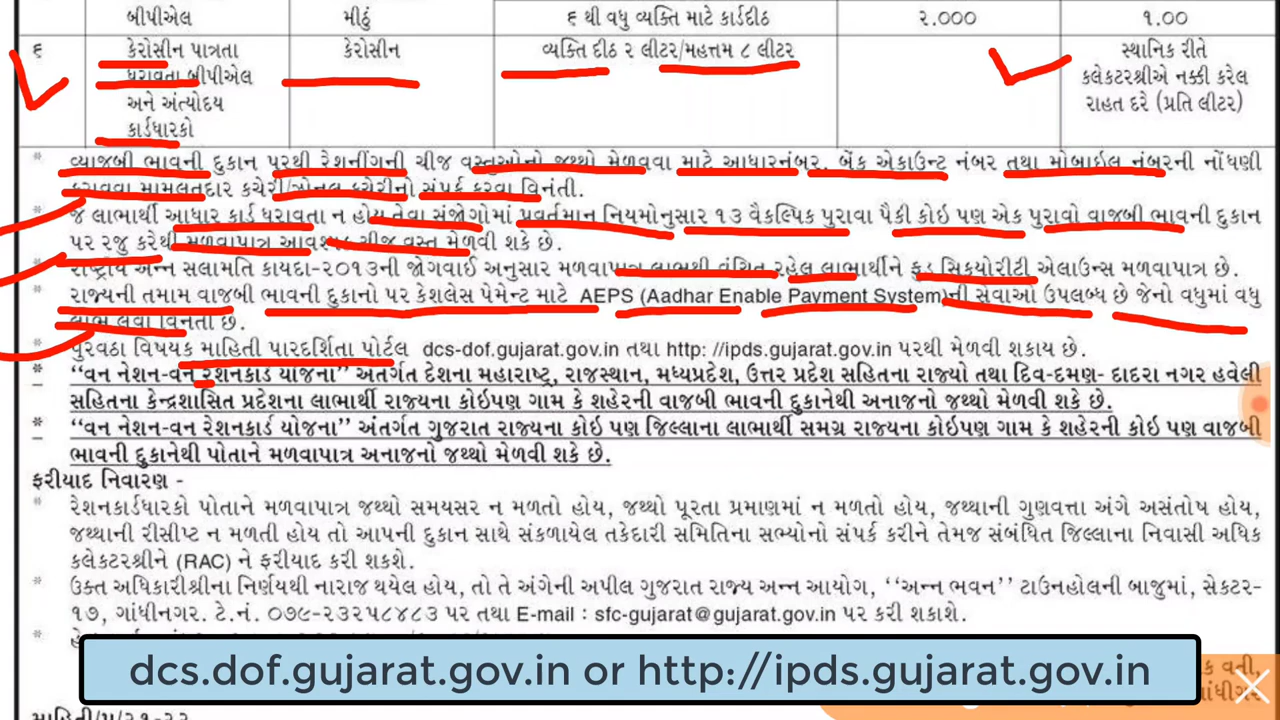 બીપીએલ મીઠું ૬ થી વધુ વ્યક્તિ માટે કાર્ડદીઠ ૨.૦૦૦ ૧.૦૦
૬ કેરોસીન પાત્રતા કેરોસીન વ્યક્તિ દીઠ ૨ લીટર/મહત્તમ ૮ લીટર સ્થાનિક રીતે
ધરાવતા બીપીએલ કલેકટરશ્રીએ નક્કી કરેલ
અને અંત્યોદય રાહત દરે (પ્રતિ લીટર)
કાર્ડધારકો
* વ્યાજબી ભાવની દુકાન પરથી રેશનીંગની ચીજ વસ્તુઓનો જથ્થો મેળવવા માટે આધારનંબર, બેંક એકાઉન્ટ નંબર તથા મોબાઈલ નંબરની નોંધણી
કરાવવા મામલતદાર કચેરી/ઝોનલ કચેરીનો સંપર્ક કરવા વિનંતી.
* જે લાભાર્થી આધાર કાર્ડ ધરાવતા ન હોય તેવા સંજોગોમાં પ્રવર્તમાન નિયમોનુસાર ૧૩ વૈકલ્પિક પુરાવા પૈકી કોઇ પણ એક પુરાવો વાજબી ભાવની દુકાન
પર રજુ કરેથી મળવાપાત્ર આવશ્યક ચીજ વસ્તુ મેળવી શકે છે.
* રાષ્ટ્રીય અન્ન સલામતિ કાયદા-૨૦૧૩ની જોગવાઈ અનુસાર મળવાપાત્ર લાભથી વંચિત રહેલ લાભાર્થીને ફુડ સિકયોરીટી એલાઉન્સ મળવાપાત્ર છે.
* રાજ્યની તમામ વાજબી ભાવની દુકાનો પર કેશલેસ પેમેન્ટ માટે AEPS (Aadhar Enable Payment System)ની સેવાઓ ઉપલબ્ધ છે જેનો વધુમાં વધુ
લાભ લેવા વિનંતી છે.
* પુરવઠા વિષયક માહિતી પારદર્શિતા પોર્ટલ dcs-dof.gujarat.gov.in તથા http: //ipds.gujarat.gov.in પરથી મેળવી શકાય છે.
* “વન નેશન-વન રેશનકાર્ડ યોજના” અંતર્ગત દેશના મહારાષ્ટ્ર, રાજસ્થાન, મધ્યપ્રદેશ, ઉત્તર પ્રદેશ સહિતના રાજ્યો તથા દિવ-દમણ- દાદરા નગર હવેલી
સહિતના કેન્દ્રશાસિત પ્રદેશના લાભાર્થી રાજ્યના કોઇપણ ગામ કે શહેરની વાજબી ભાવની દુકાનેથી અનાજનો જથ્થો મેળવી શકે છે.
* “વન નેશન-વન રેશનકાર્ડ યોજના” અંતર્ગત ગુજરાત રાજ્યના કોઇ પણ જિલ્લાના લાભાર્થી સમગ્ર રાજ્યના કોઇપણ ગામ કે શહેરની કોઇ પણ વાજબી
ભાવની દુકાનેથી પોતાને મળવાપાત્ર અનાજનો જથ્થો મેળવી શકે છે.
ફરીયાદ નિવારણ -
* રેશનકાર્ડધારકો પોતાને મળવાપાત્ર જથ્થો સમયસર ન મળતો હોય, જથ્થો પૂરતા પ્રમાણમાં ન મળતો હોય, જથ્થાની ગુણવત્તા અંગે અસંતોષ હોય,
જથ્થાની રીસીપ્ટ ન મળતી હોય તો આપની દુકાન સાથે સંકળાયેલ તકેદારી સમિતિના સભ્યોનો સંપર્ક કરીને તેમજ સંબંધિત જિલ્લાના નિવાસી અધિક
કલેકટરશ્રીને (RAC) ને ફરીયાદ કરી શકશે.
* ઉક્ત અધિકારીશ્રીના નિર્ણયથી નારાજ થયેલ હોય, તો તે અંગેની અપીલ ગુજરાત રાજ્ય અન્ન આયોગ, “અન્ન ભવન” ટાઉનહોલની બાજુમાં, સેકટર-
૧૭, ગાંધીનગર. ટે.નં. ૦૭૯-૨૩૨૫૮૪૮૩ પર તથા E-mail : sfc-gujarat@gujarat.gov.in પર કરી શકાશે.
*
dcs.dof.gujarat.gov.in or http://ipds.gujarat.gov.in
ક વતી,